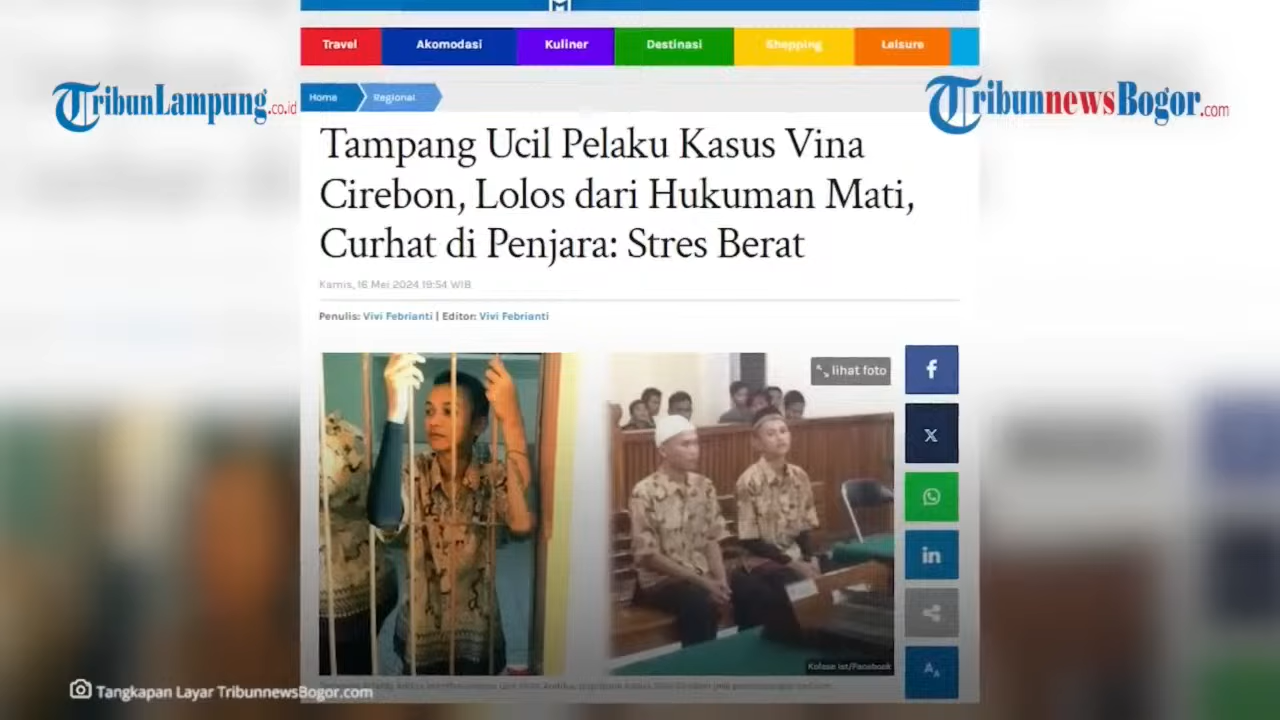 Travel
Akomodasi
Kuliner
Destinasi
Shopping
Leisure
TribunLampung.co.id
TribunnewsBogor.com
Home
Regional
Tampang Ucil Pelaku Kasus Vina
Cirebon, Lolos dari Hukuman Mati,
Curhat di Penjara: Stres Berat
Kamis, 16 Mei 2024 19:54 WIB
Penulis: Vivi Febrianti | Editor: Vivi Febrianti
lihat foto
f
X
in
AA
Kolase ist/Facebook
Tangkapan Layar TribunnewsBogor.com